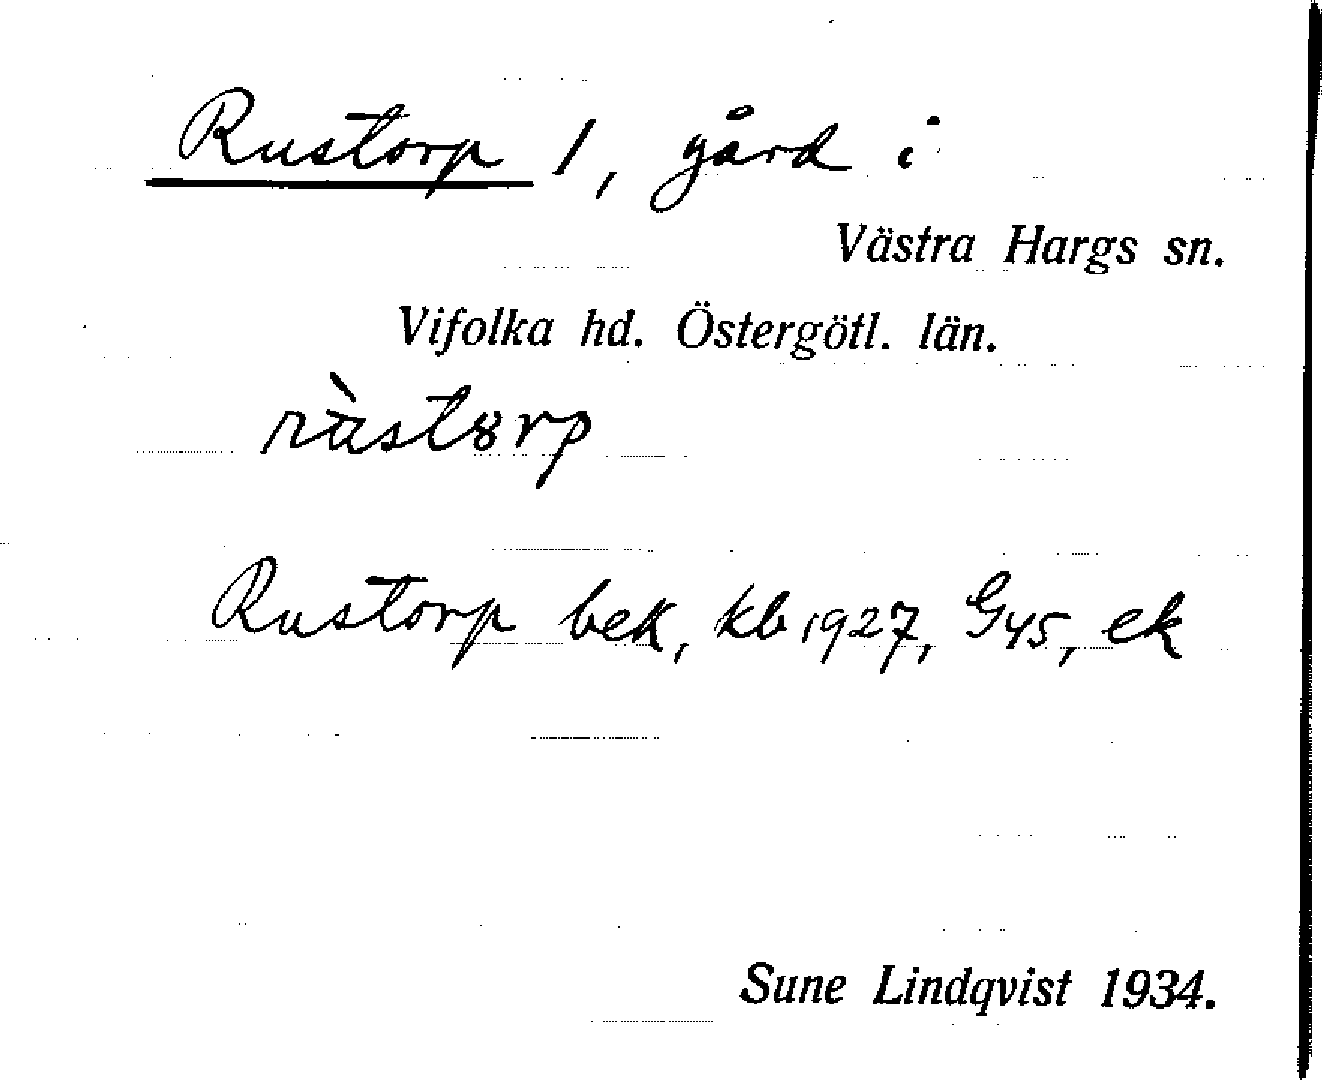 Rustorp 1, gård i
Västra Hargs sn.
Vifolka hd. Östergötl. län.
Rustorp bek, kb 1927, G45, ek
Sune Lindqvist 1934.